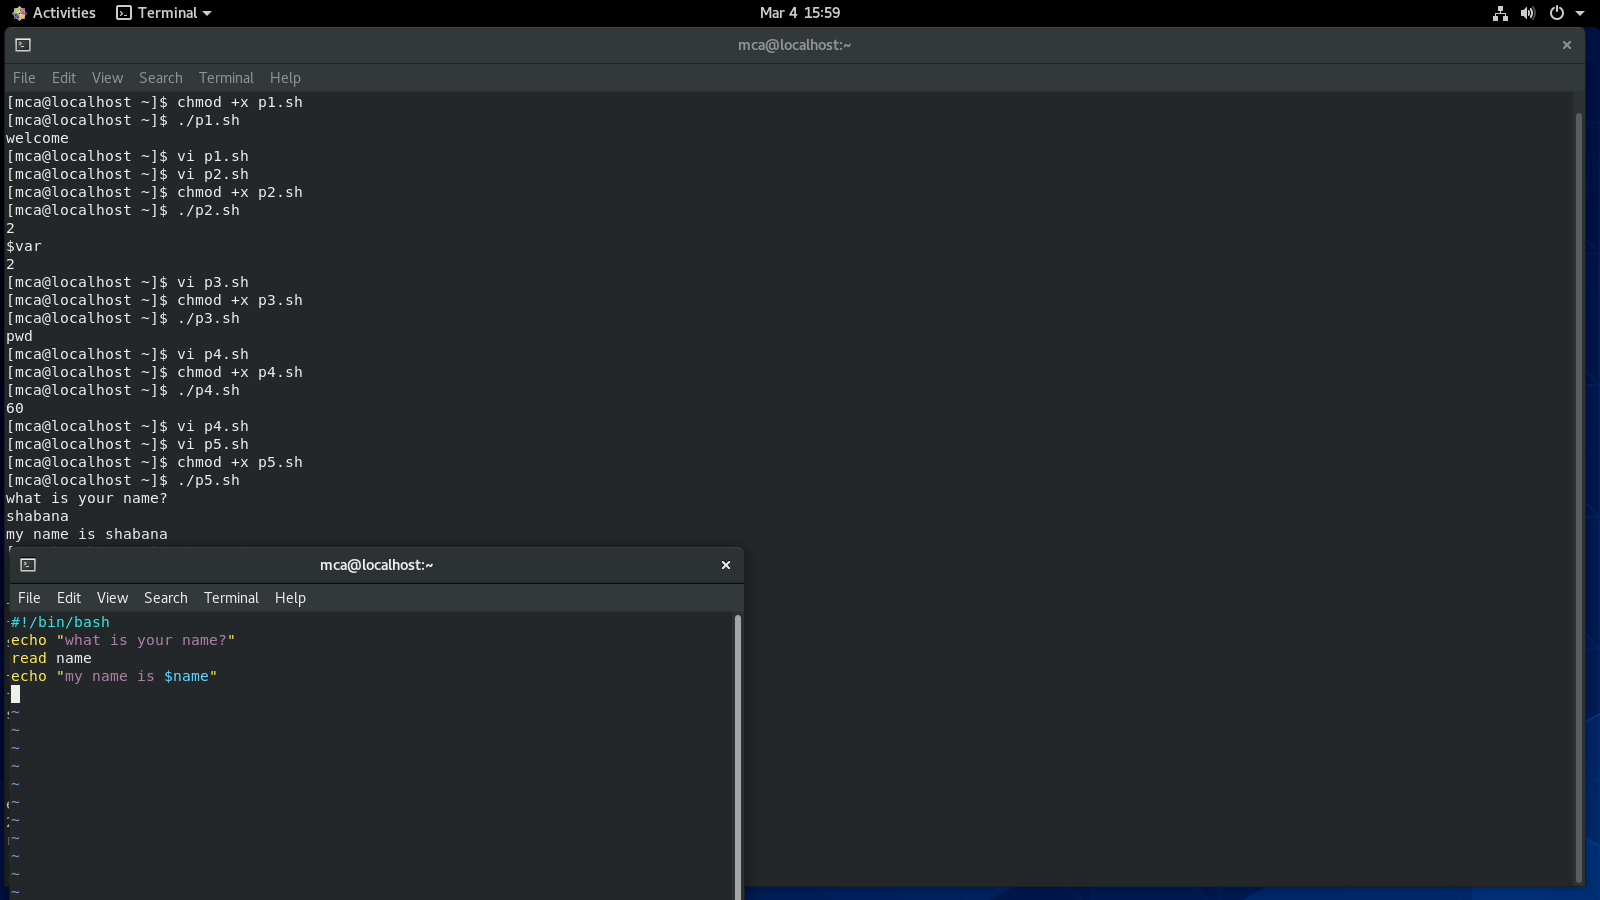 Activities Terminal Mar 4 15:59
mca@localhost:~
File Edit View Search Terminal Help
[mca@localhost ~]$ chmod +x p1.sh
[mca@localhost ~]$ ./p1.sh
welcome
[mca@localhost ~]$ vi p1.sh
[mca@localhost ~]$ vi p2.sh
[mca@localhost ~]$ chmod +x p2.sh
[mca@localhost ~]$ ./p2.sh
2
$var
2
[mca@localhost ~]$ vi p3.sh
[mca@localhost ~]$ chmod +x p3.sh
[mca@localhost ~]$ ./p3.sh
pwd
[mca@localhost ~]$ vi p4.sh
[mca@localhost ~]$ chmod +x p4.sh
[mca@localhost ~]$ ./p4.sh
60
[mca@localhost ~]$ vi p4.sh
[mca@localhost ~]$ vi p5.sh
[mca@localhost ~]$ chmod +x p5.sh
[mca@localhost ~]$ ./p5.sh
what is your name?
shabana
my name is shabana
mca@localhost:~
File Edit View Search Terminal Help
#!/bin/bash
echo "what is your name?"
read name
echo "my name is $name"
~
~
~
~
~
~
~
~
~
~
~